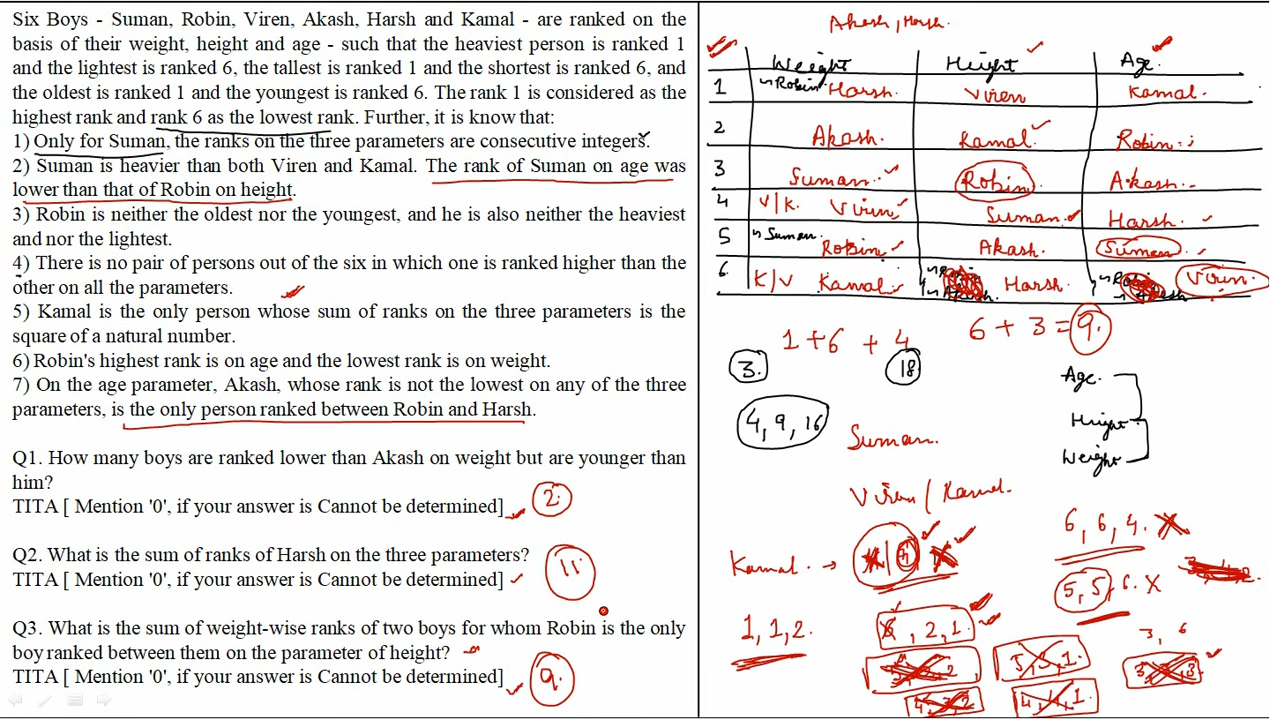 Six Boys - Suman, Robin, Viren, Akash, Harsh and Kamal - are ranked on the
basis of their weight, height and age - such that the heaviest person is ranked 1
and the lightest is ranked 6, the tallest is ranked 1 and the shortest is ranked 6, and
the oldest is ranked 1 and the youngest is ranked 6. The rank 1 is considered as the
highest rank and rank 6 as the lowest rank. Further, it is know that:
1) Only for Suman, the ranks on the three parameters are consecutive integers.
2) Suman is heavier than both Viren and Kamal. The rank of Suman on age was
lower than that of Robin on height.
3) Robin is neither the oldest nor the youngest, and he is also neither the heaviest
and nor the lightest.
4) There is no pair of persons out of the six in which one is ranked higher than the
other on all the parameters.
5) Kamal is the only person whose sum of ranks on the three parameters is the
square of a natural number.
6) Robin's highest rank is on age and the lowest rank is on weight.
7) On the age parameter, Akash, whose rank is not the lowest on any of the three
parameters, is the only person ranked between Robin and Harsh.
Q1. How many boys are ranked lower than Akash on weight but are younger than
him?
TITA [ Mention '0', if your answer is Cannot be determined] 2
Q2. What is the sum of ranks of Harsh on the three parameters?
TITA [ Mention '0', if your answer is Cannot be determined] 11
Q3. What is the sum of weight-wise ranks of two boys for whom Robin is the only
boy ranked between them on the parameter of height?
TITA [ Mention '0', if your answer is Cannot be determined] 9.
Akash, Harsh.
Weight Height Age.
1 ~Robin Harsh. Viren Kamal.
2 Akash. Kamal Robin
3 Suman. Robin Akash.
4 V/K. Viren Suman Harsh.
5 ~Suman. Robin Akash. Suman
6 K/V Kamal Harsh. Viren.
1+6+4 6+3=9.
3. 18
4, 9, 16
Age.
Height
Weight
Suman.
Viren / Kamal.
Kamal. → 9
6, 6, 4. X
5, 5, 6. X
1, 1, 2.
6, 2, 1.
3, 6